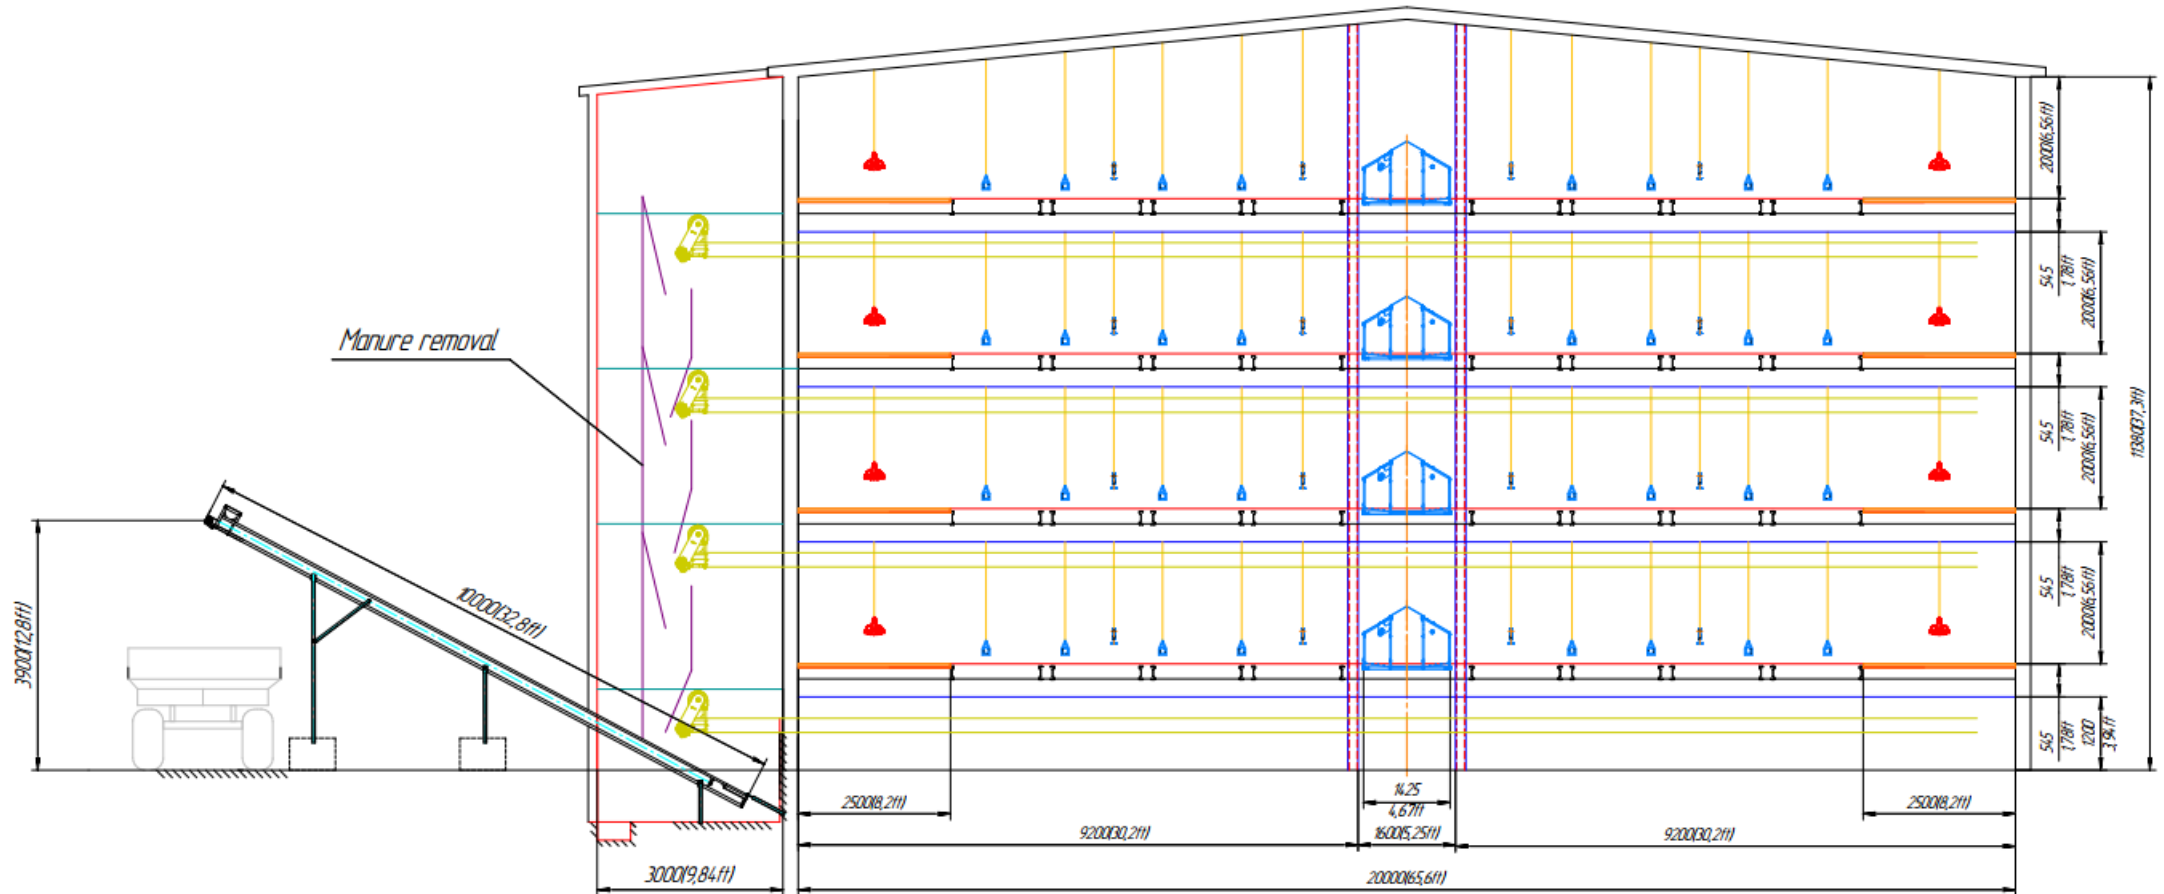 Manure removal
3900(12,8ft)
10000(32,8ft)
3000(9,84ft)
2500(8,2ft)
9200(30,2ft)
1425
4,67ft
1600(5,25ft)
20000(65,6ft)
9200(30,2ft)
2500(8,2ft)
2000(6,56ft)
545
1,78ft
2000(6,56ft)
545
1,78ft
2000(6,56ft)
545
1,78ft
2000(6,56ft)
545
1,78ft
1200
3,94ft
11380(37,3ft)